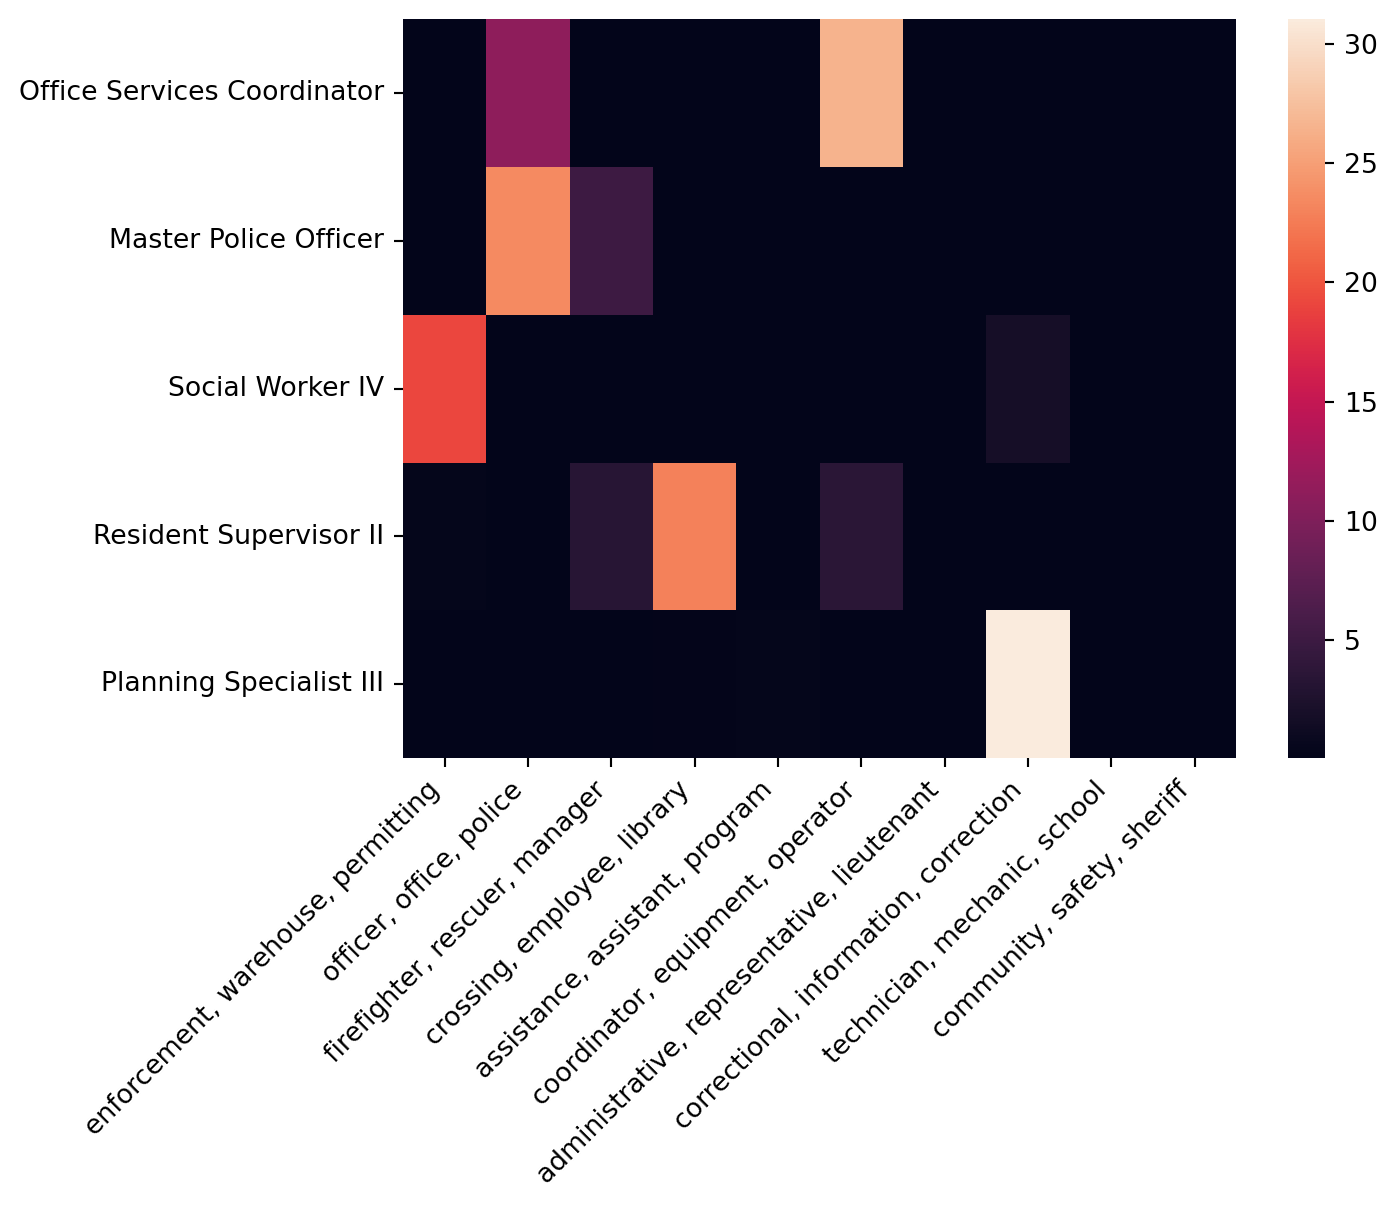 Office Services Coordinator
Master Police Officer
Social Worker IV
Resident Supervisor II
Planning Specialist III
enforcement, warehouse, permitting
officer, office, police
firefighter, rescuer, manager
crossing, employee, library
assistance, assistant, program
coordinator, equipment, operator
administrative, representative, lieutenant
correctional, information, correction
technician, mechanic, school
community, safety, sheriff
30
25
20
15
10
5